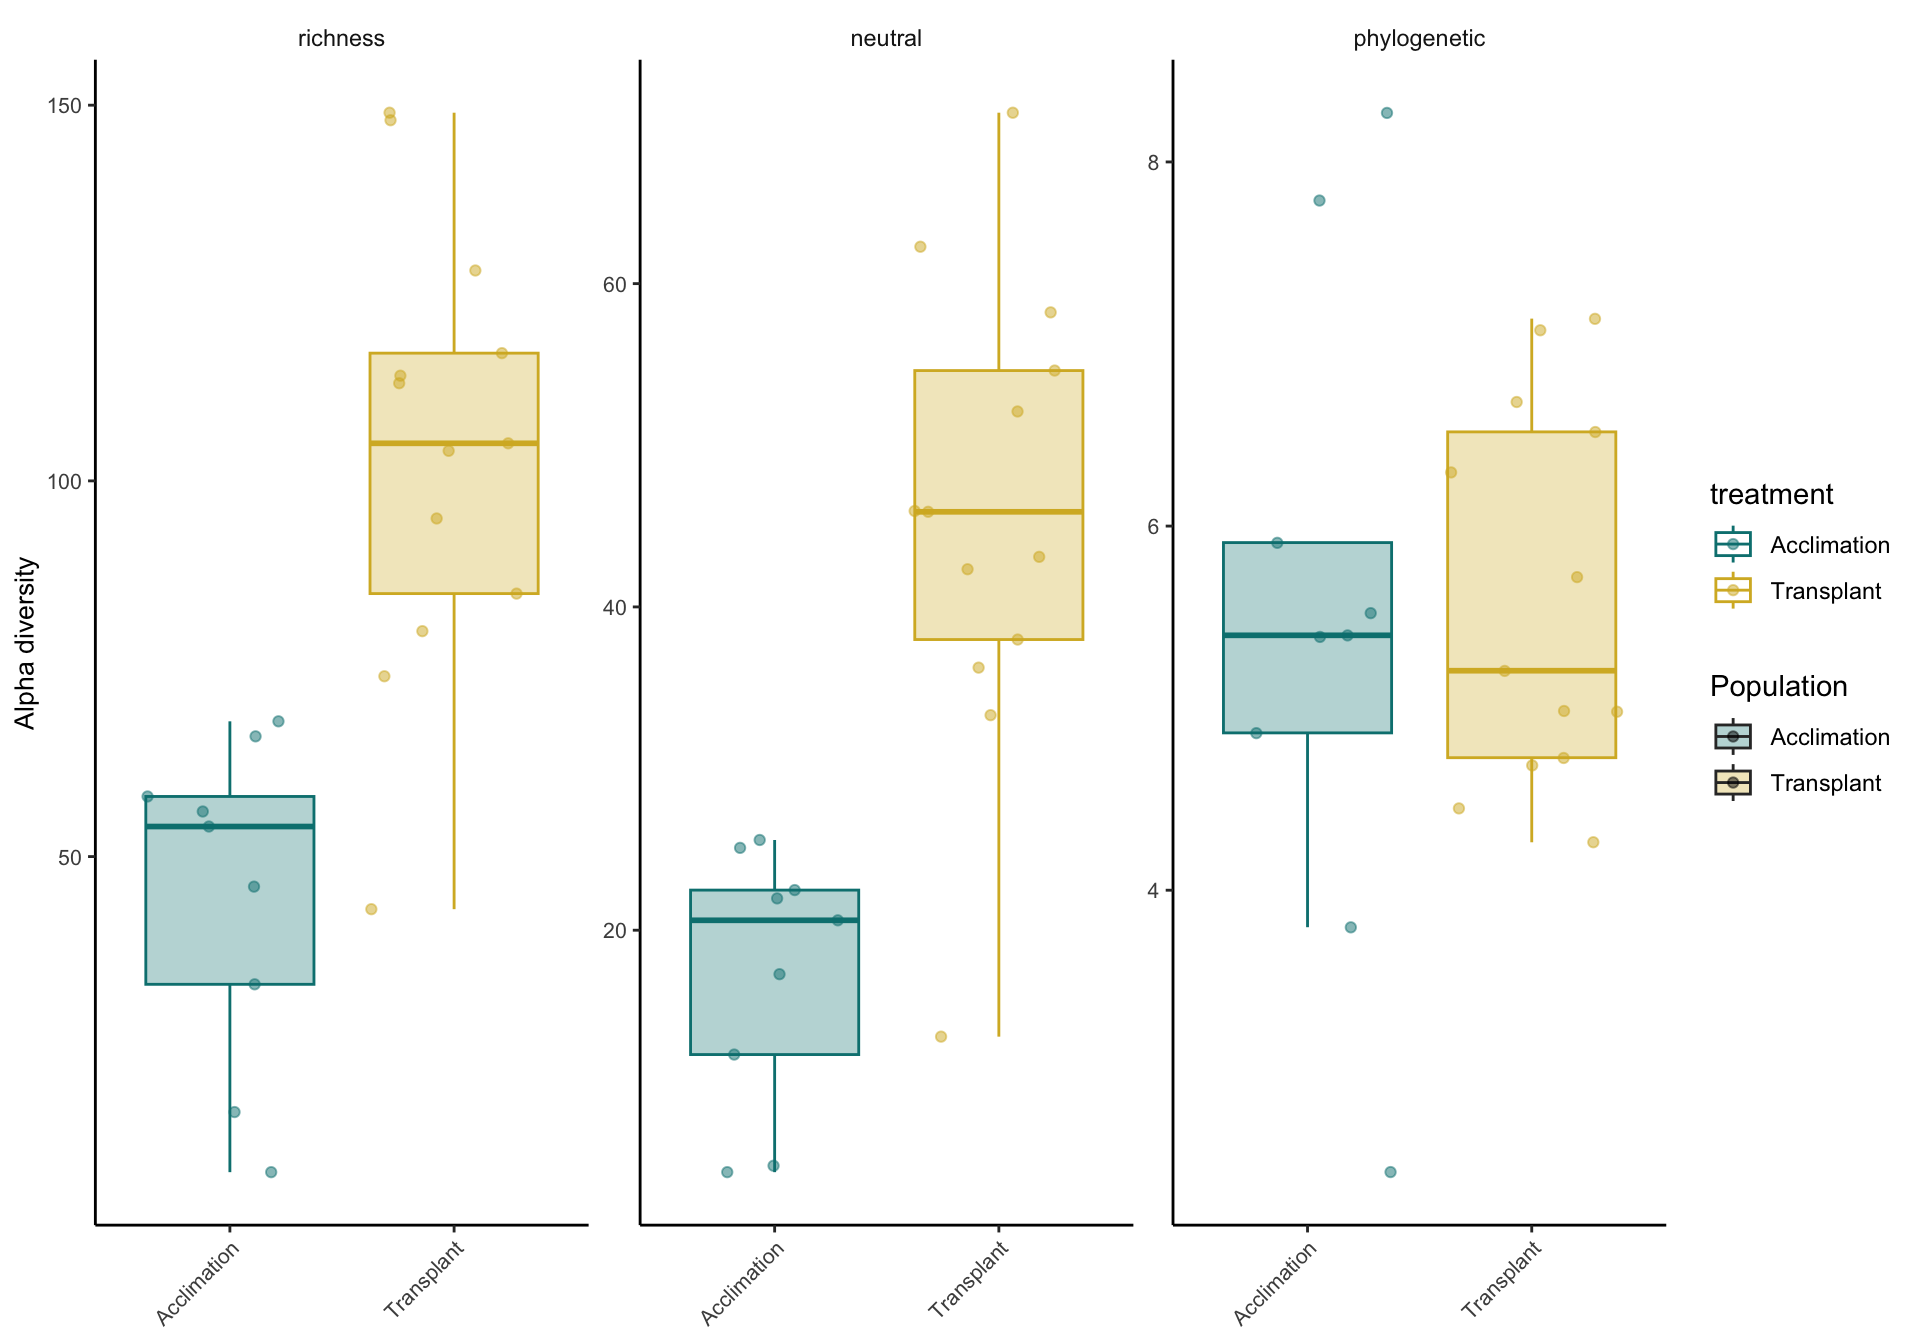 richness
neutral
phylogenetic
Alpha diversity
150
100
50
60
40
20
8
6
4
Acclimation
Transplant
Acclimation
Transplant
Acclimation
Transplant
treatment
Acclimation
Transplant
Population
Acclimation
Transplant